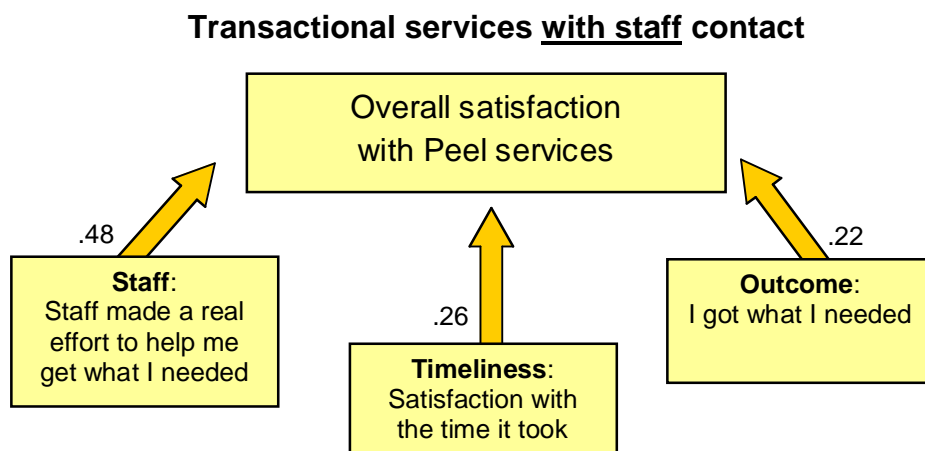 Transactional services with staff contact
Overall satisfaction
with Peel services
.48
Staff:
Staff made a real
effort to help me
get what I needed
.26
Timeliness:
Satisfaction with
the time it took
.22
Outcome:
I got what I needed